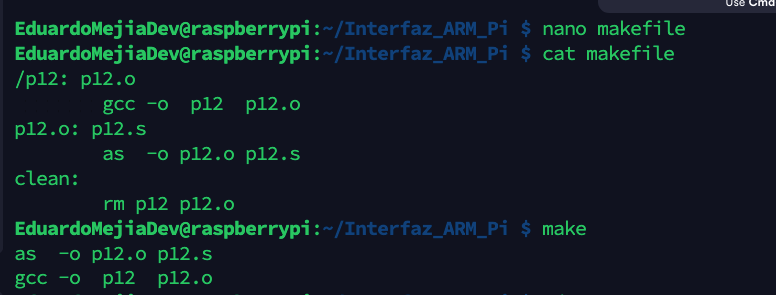 Use Cmd
EduardoMejiaDev@raspberrypi:~/Interfaz_ARM_Pi $ nano makefile
EduardoMejiaDev@raspberrypi:~/Interfaz_ARM_Pi $ cat makefile
/p12: p12.o
        gcc -o  p12  p12.o
p12.o: p12.s
        as  -o p12.o p12.s
clean:
        rm p12 p12.o
EduardoMejiaDev@raspberrypi:~/Interfaz_ARM_Pi $ make
as  -o p12.o p12.s
gcc -o  p12  p12.o